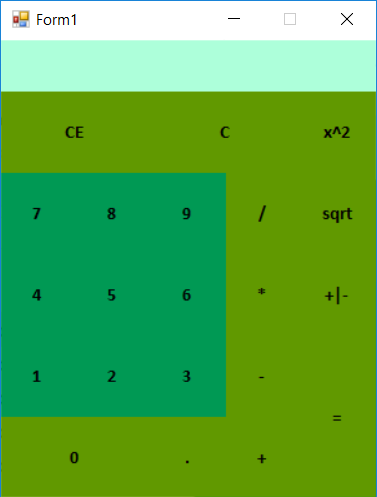 Form1
CE C x^2
7 8 9 / sqrt
4 5 6 * +|-
1 2 3 -
=
0 . +